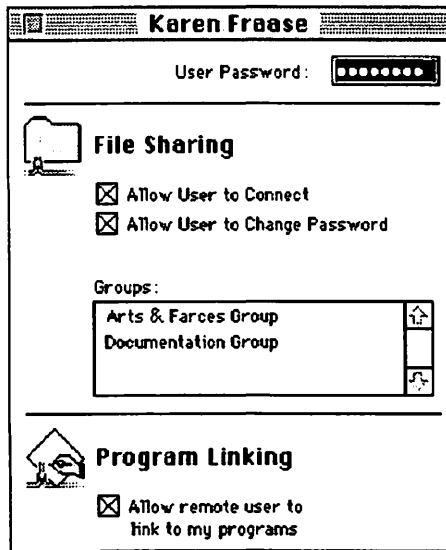 Karen Fraase
User Password:
File Sharing
Allow User to Connect
Allow User to Change Password
Groups:
Arts & Farces Group
Documentation Group
Program Linking
Allow remote user to
link to my programs